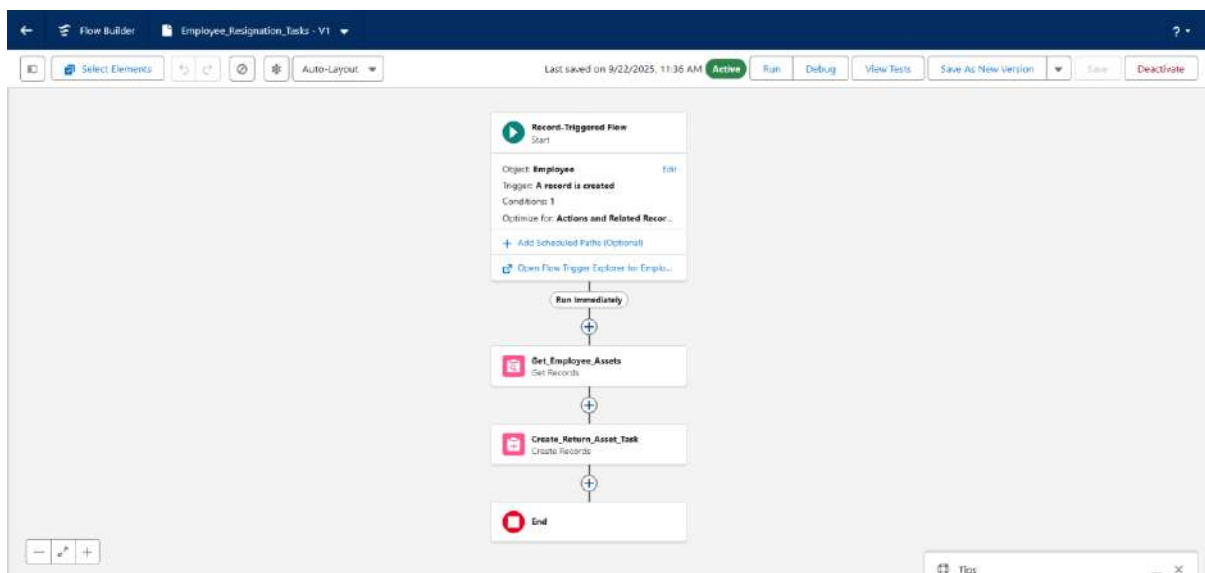 Flow Builder
Employee_Resignation_Tasks - V1
?
Select Elements
Auto-Layout
Last saved on 9/22/2025, 11:36 AM
Active
Run
Debug
View Tests
Save As New Version
Save
Deactivate
Record-Triggered Flow
Start
Object: Employee
Edit
Trigger: A record is created
Conditions: 1
Optimize for: Actions and Related Recor...
+ Add Scheduled Paths (Optional)
Open Flow Trigger Explorer for Emplo...
Run Immediately
Get_Employee_Assets
Get Records
Create_Return_Asset_Task
Create Records
End
Tips